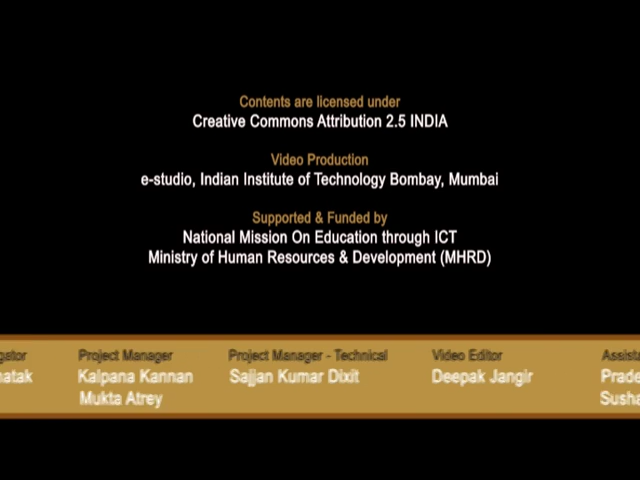 Contents are licensed under
Creative Commons Attribution 2.5 INDIA
Video Production
e-studio, Indian Institute of Technology Bombay, Mumbai
Supported & Funded by
National Mission On Education through ICT
Ministry of Human Resources & Development (MHRD)
Project Manager
Kalpana Kannan
Mukta Atrey
Project Manager - Technical
Sajjan Kumar Dixit
Video Editor
Deepak Jangir